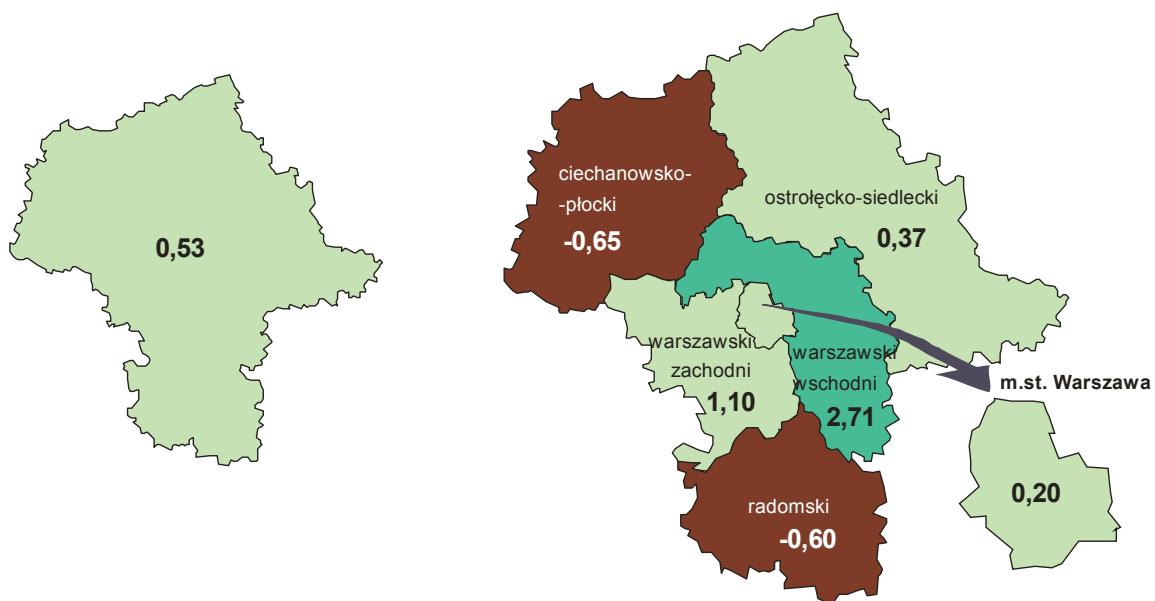 0,53
ciechanowsko-
-płocki
-0,65
ostrołęcko-siedlecki
0,37
warszawski
zachodni
1,10
warszawski
wschodni
2,71
m.st. Warszawa
0,20
radomski
-0,60